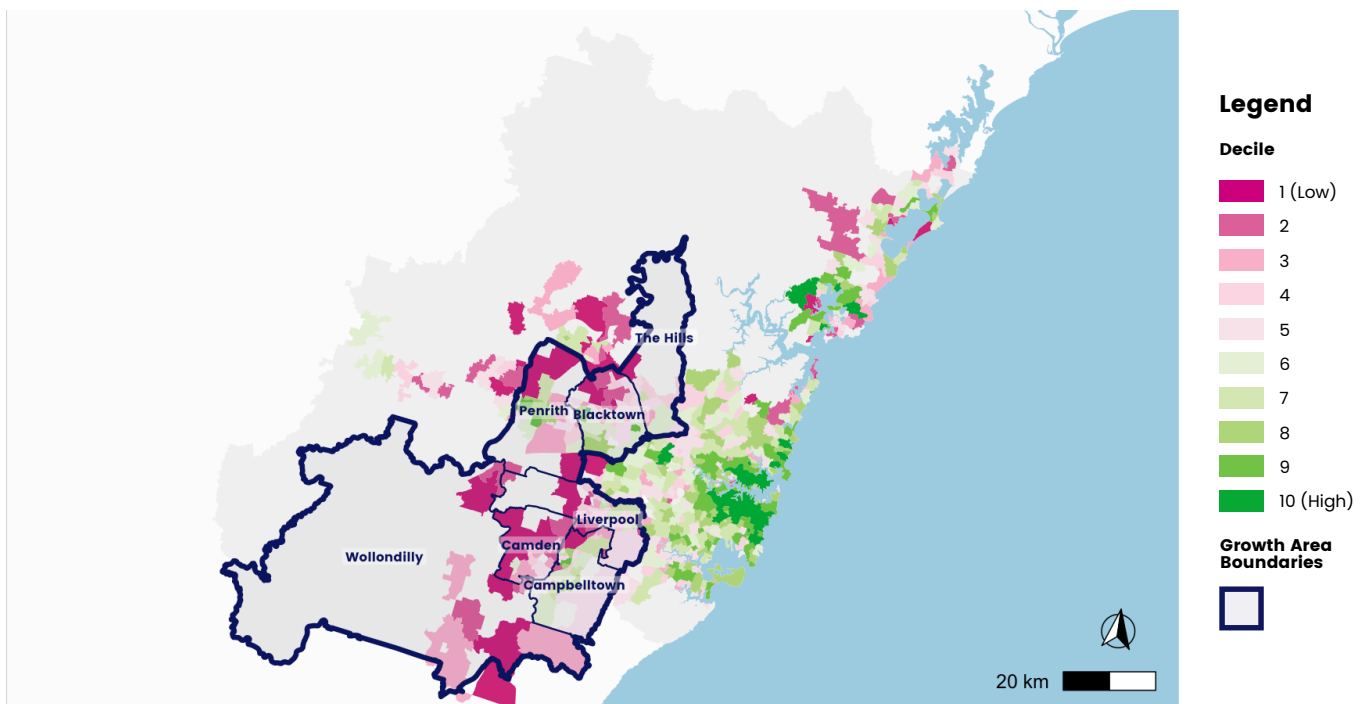 The Hills
Penrith
Blacktown
Liverpool
Camden
Wollondilly
Campbelltown
20 km
Legend
Decile
1 (Low)
2
3
4
5
6
7
8
9
10 (High)
Growth Area
Boundaries